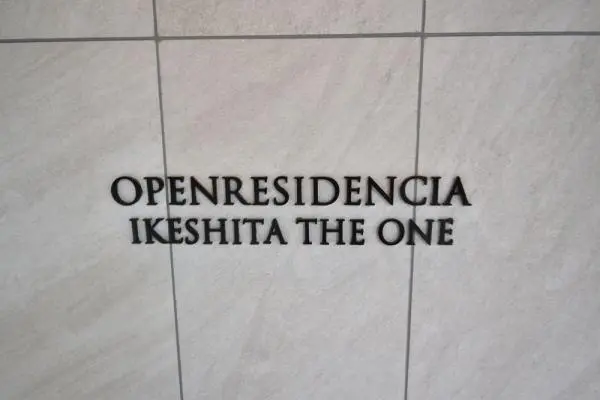 OPENRESIDENCIA
IKESHITA THE ONE